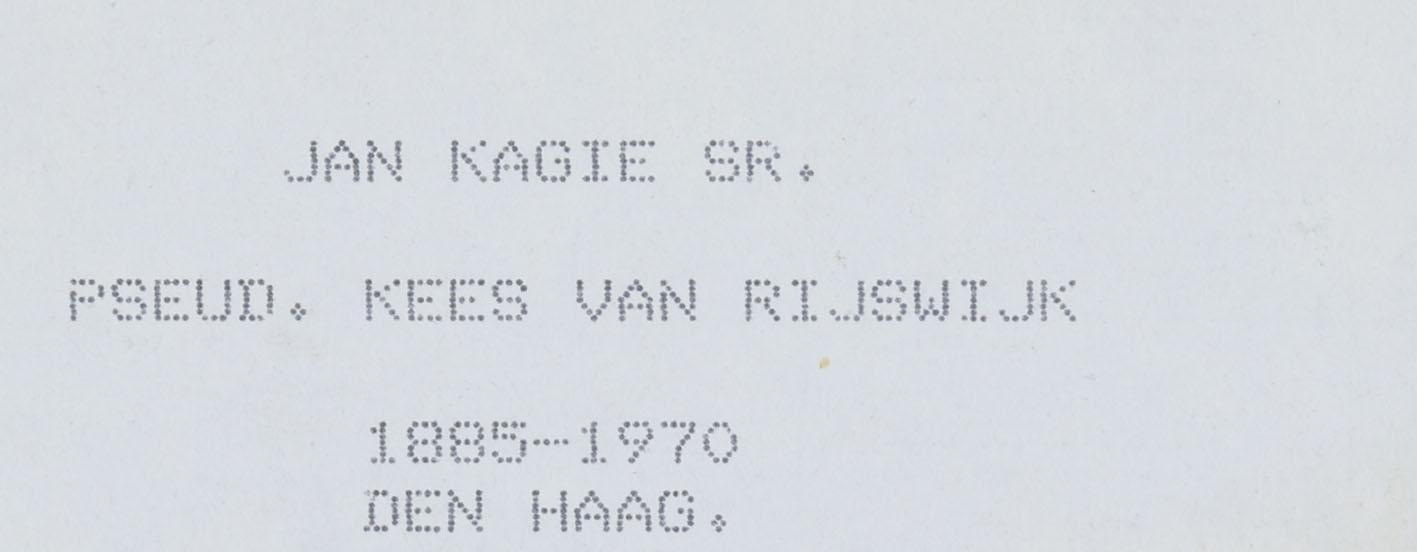 JAN KAGIE SR.
PSEUD. KEES VAN RIJSWIJK
1885-1970
DEN HAAG.